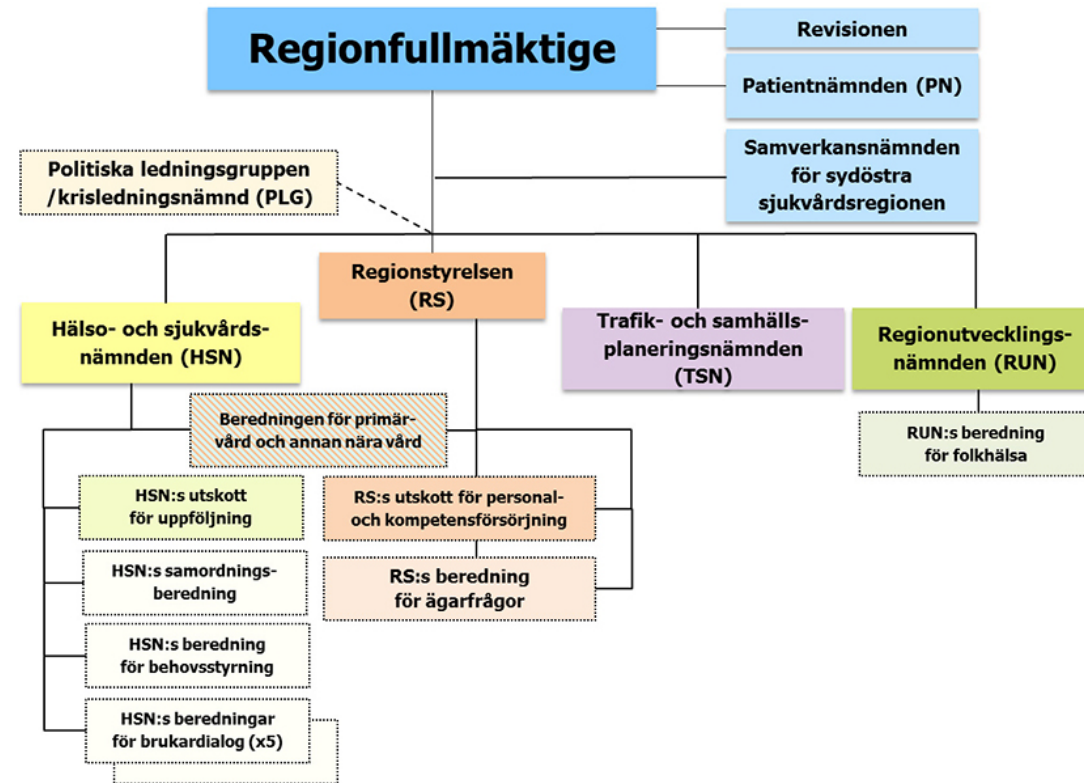 Regionfullmäktige
Revisionen
Patientnämnden (PN)
Samverkansnämnden
för sydöstra
sjukvårdsregionen
Politiska ledningsgruppen
/krisledningsnämnd (PLG)
Regionstyrelsen
(RS)
Hälso- och sjukvårds-
nämnden (HSN)
Trafik- och samhälls-
planeringsnämnden
(TSN)
Regionutvecklings-
nämnden (RUN)
Beredningen för primär-
vård och annan nära vård
RUN:s beredning
för folkhälsa
HSN:s utskott
för uppföljning
RS:s utskott för personal-
och kompetensförsörjning
HSN:s samordnings-
beredning
RS:s beredning
för ägarfrågor
HSN:s beredning
för behovsstyrning
HSN:s beredningar
för brukardialog (x5)